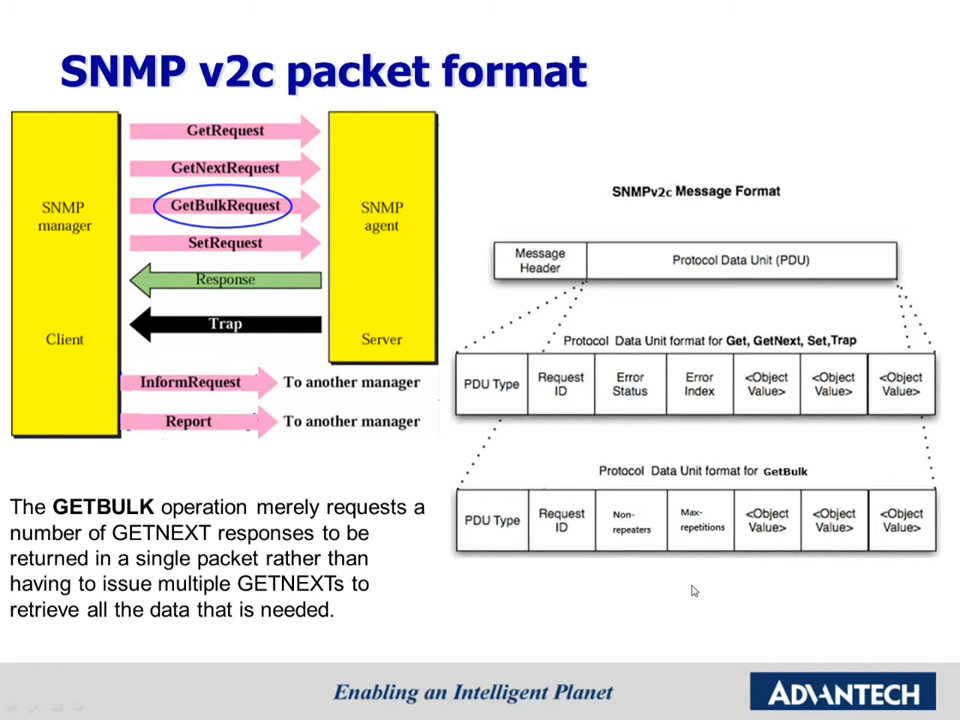 SNMP v2c packet format
SNMP
manager
Client
GetRequest
GetNextRequest
GetBulkRequest
SetRequest
Response
Trap
SNMP
agent
Server
InformRequest
To another manager
Report
To another manager
The GETBULK operation merely requests a
number of GETNEXT responses to be
returned in a single packet rather than
having to issue multiple GETNEXTs to
retrieve all the data that is needed.
SNMPv2c Message Format
Message
Header
Protocol Data Unit (PDU)
Protocol Data Unit format for Get, GetNext, Set,Trap
PDU Type
Request
ID
Error
Status
Error
Index
<Object
Value>
<Object
Value>
<Object
Value>
Protocol Data Unit format for GetBulk
PDU Type
Request
ID
Non-
repeaters
Max-
repetitions
<Object
Value>
<Object
Value>
<Object
Value>
Enabling an Intelligent Planet
ADVANTECH